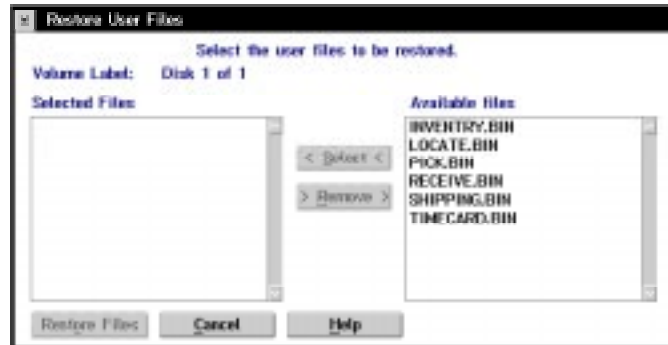 Restore User Files
Select the user files to be restored.
Volume Label: Disk 1 of 1
Selected Files
Available files
INVENTRY.BIN
LOCATE.BIN
PICK.BIN
RECEIVE.BIN
SHIPPING.BIN
TIMECARD.BIN
< Select <
> Remove >
Restore Files Cancel Help